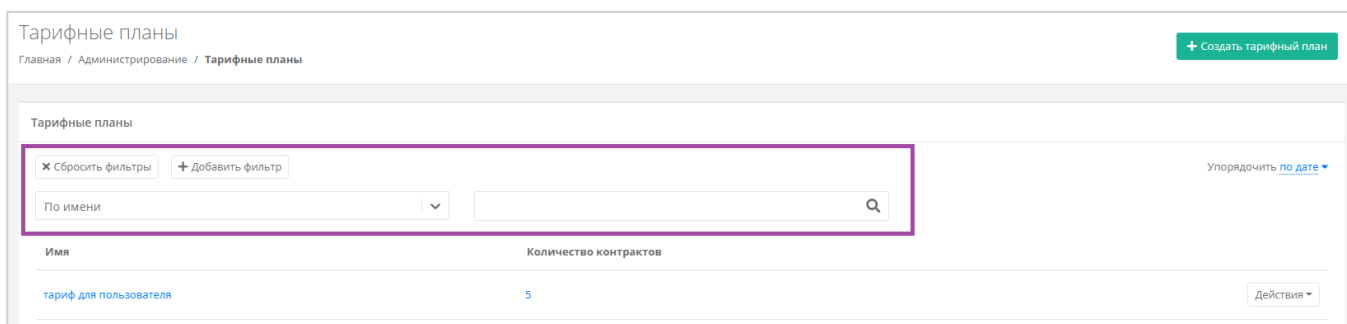 Тарифные планы
+ Создать тарифный план
Главная / Администрирование / Тарифные планы
Тарифные планы
× Сбросить фильтры + Добавить фильтр
Упорядочить по дате
По имени
Имя Количество контрактов
тариф для пользователя 5 Действия